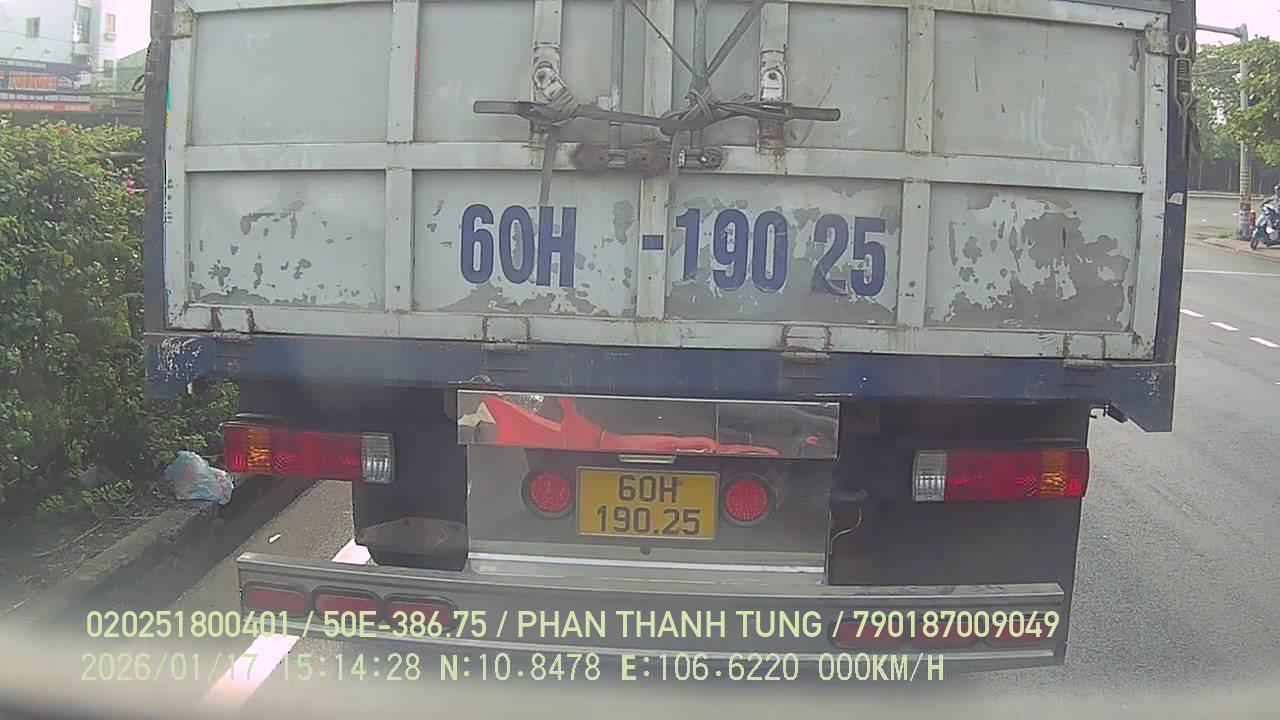 60H - 190 25
60H
190.25
020251800401 / 50E-386.75 / PHAN THANH TUNG / 790187009049
2026/01/17 15:14:28 N:10.8478 E:106.6220 000KM/H